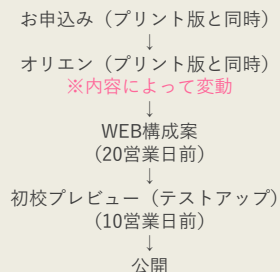 お申込み（プリント版と同時）
↓
オリエン（プリント版と同時）
※内容によって変動
↓
WEB構成案
(20営業日前)
↓
初校プレビュー（テストアップ）
(10営業日前)
↓
公開